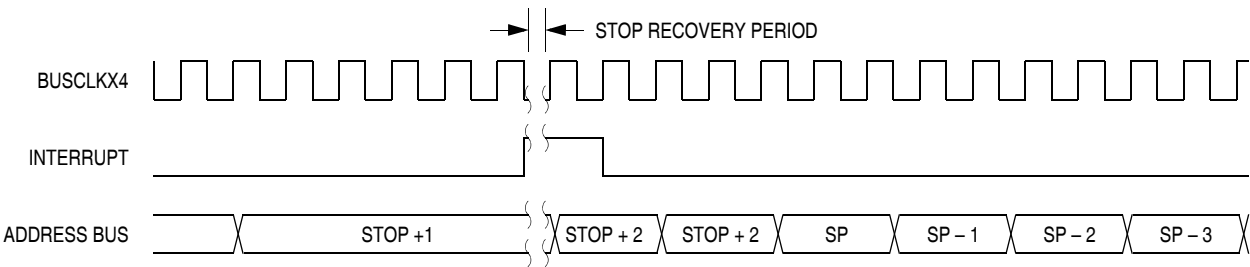 STOP RECOVERY PERIOD
BUSCLKX4
INTERRUPT
ADDRESS BUS STOP +1 STOP + 2 STOP + 2 SP SP – 1 SP – 2 SP – 3